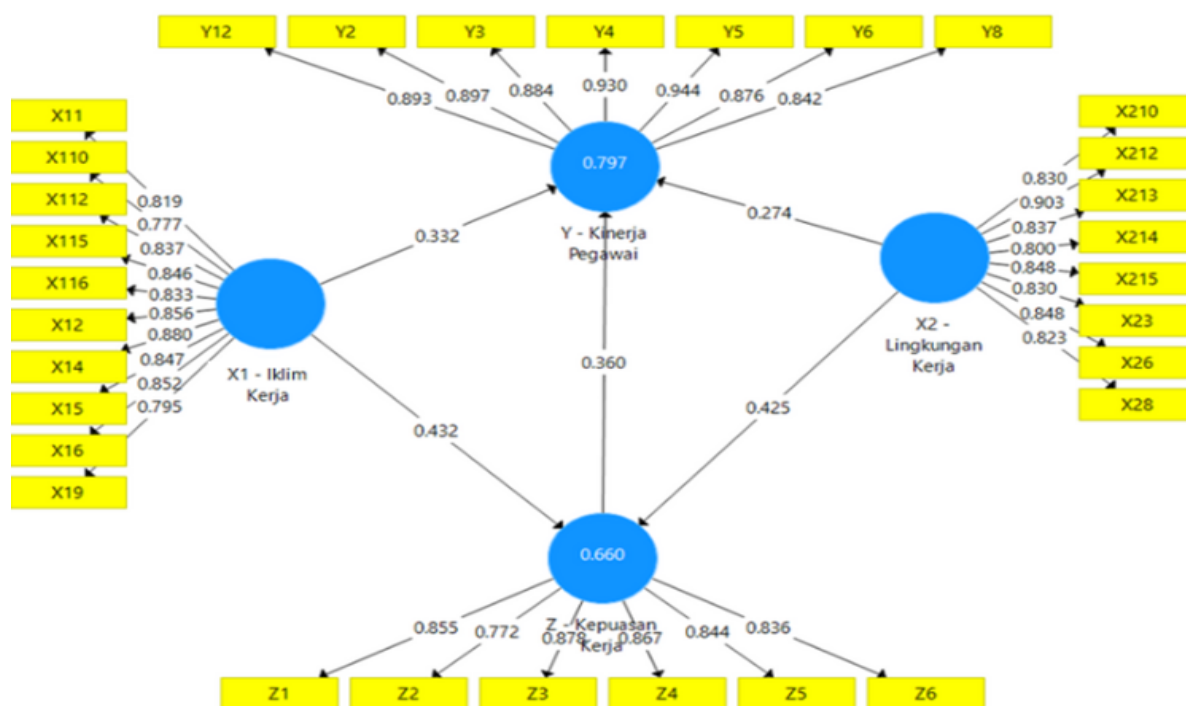 Y12 Y2 Y3 Y4 Y5 Y6 Y8
0.893 0.897 0.884 0.930 0.944 0.876 0.842
X11
X110
X112
X115
X116
X12
X14
X15
X16
X19
0.819
0.777
0.837
0.846
0.833
0.856
0.880
0.847
0.852
0.795
X1 - Iklim
Kerja
0.332
0.432
0.797
Y - Kinerja
Pegawai
0.360
0.274
0.425
X2 -
Lingkungan
Kerja
0.830
0.903
0.837
0.800
0.848
0.830
0.848
0.823
X210
X212
X213
X214
X215
X23
X26
X28
0.660
Z - Kepuasan
Kerja
0.855 0.772 0.878 0.867 0.844 0.836
Z1 Z2 Z3 Z4 Z5 Z6